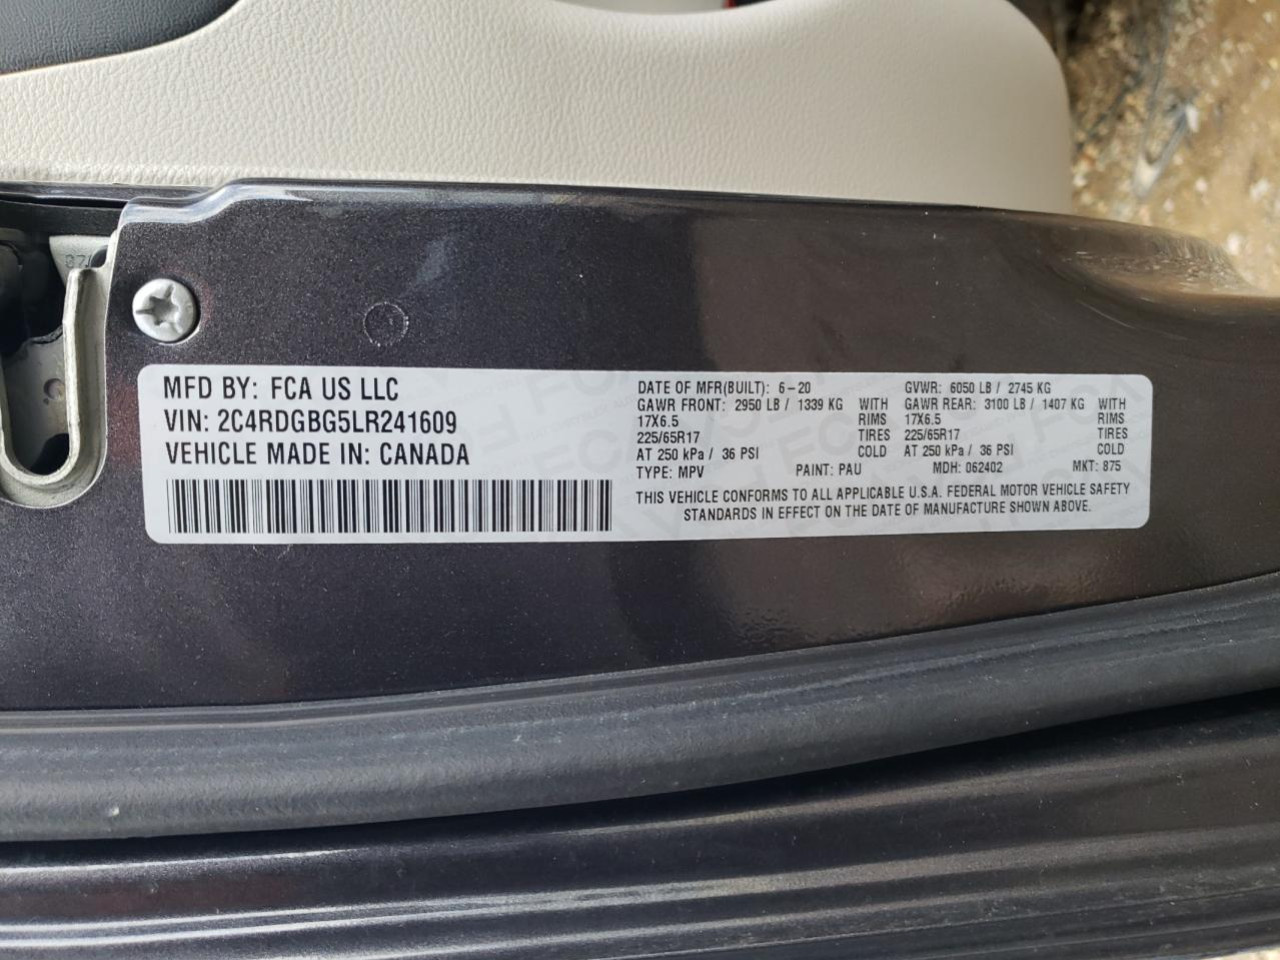 MFD BY: FCA US LLC
VIN: 2C4RDGBG5LR241609
VEHICLE MADE IN: CANADA
DATE OF MFR(BUILT): 6-20 GVWR: 6050 LB / 2745 KG
GAWR FRONT: 2950 LB / 1339 KG WITH GAWR REAR: 3100 LB / 1407 KG WITH
17X6.5 RIMS 17X6.5 RIMS
225/65R17 TIRES 225/65R17 TIRES
AT 250 kPa / 36 PSI COLD AT 250 kPa / 36 PSI COLD
TYPE: MPV PAINT: PAU MDH: 062402 MKT: 875
THIS VEHICLE CONFORMS TO ALL APPLICABLE U.S.A. FEDERAL MOTOR VEHICLE SAFETY
STANDARDS IN EFFECT ON THE DATE OF MANUFACTURE SHOWN ABOVE.